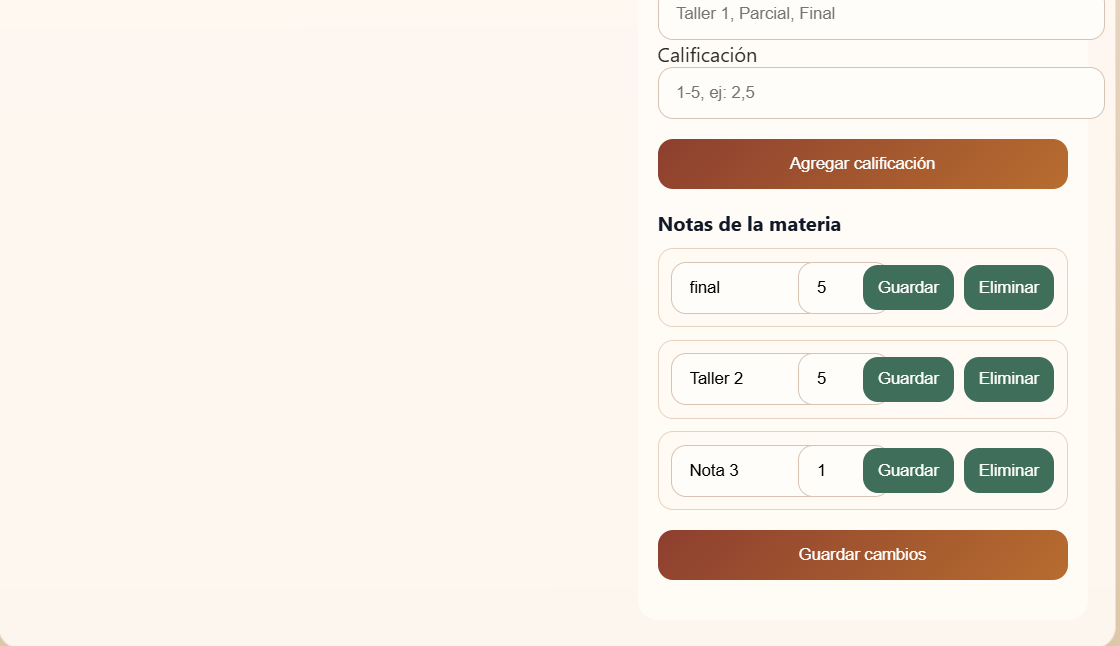 Taller 1, Parcial, Final
Calificación
1-5, ej: 2,5
Agregar calificación
Notas de la materia
final 5 Guardar Eliminar
Taller 2 5 Guardar Eliminar
Nota 3 1 Guardar Eliminar
Guardar cambios